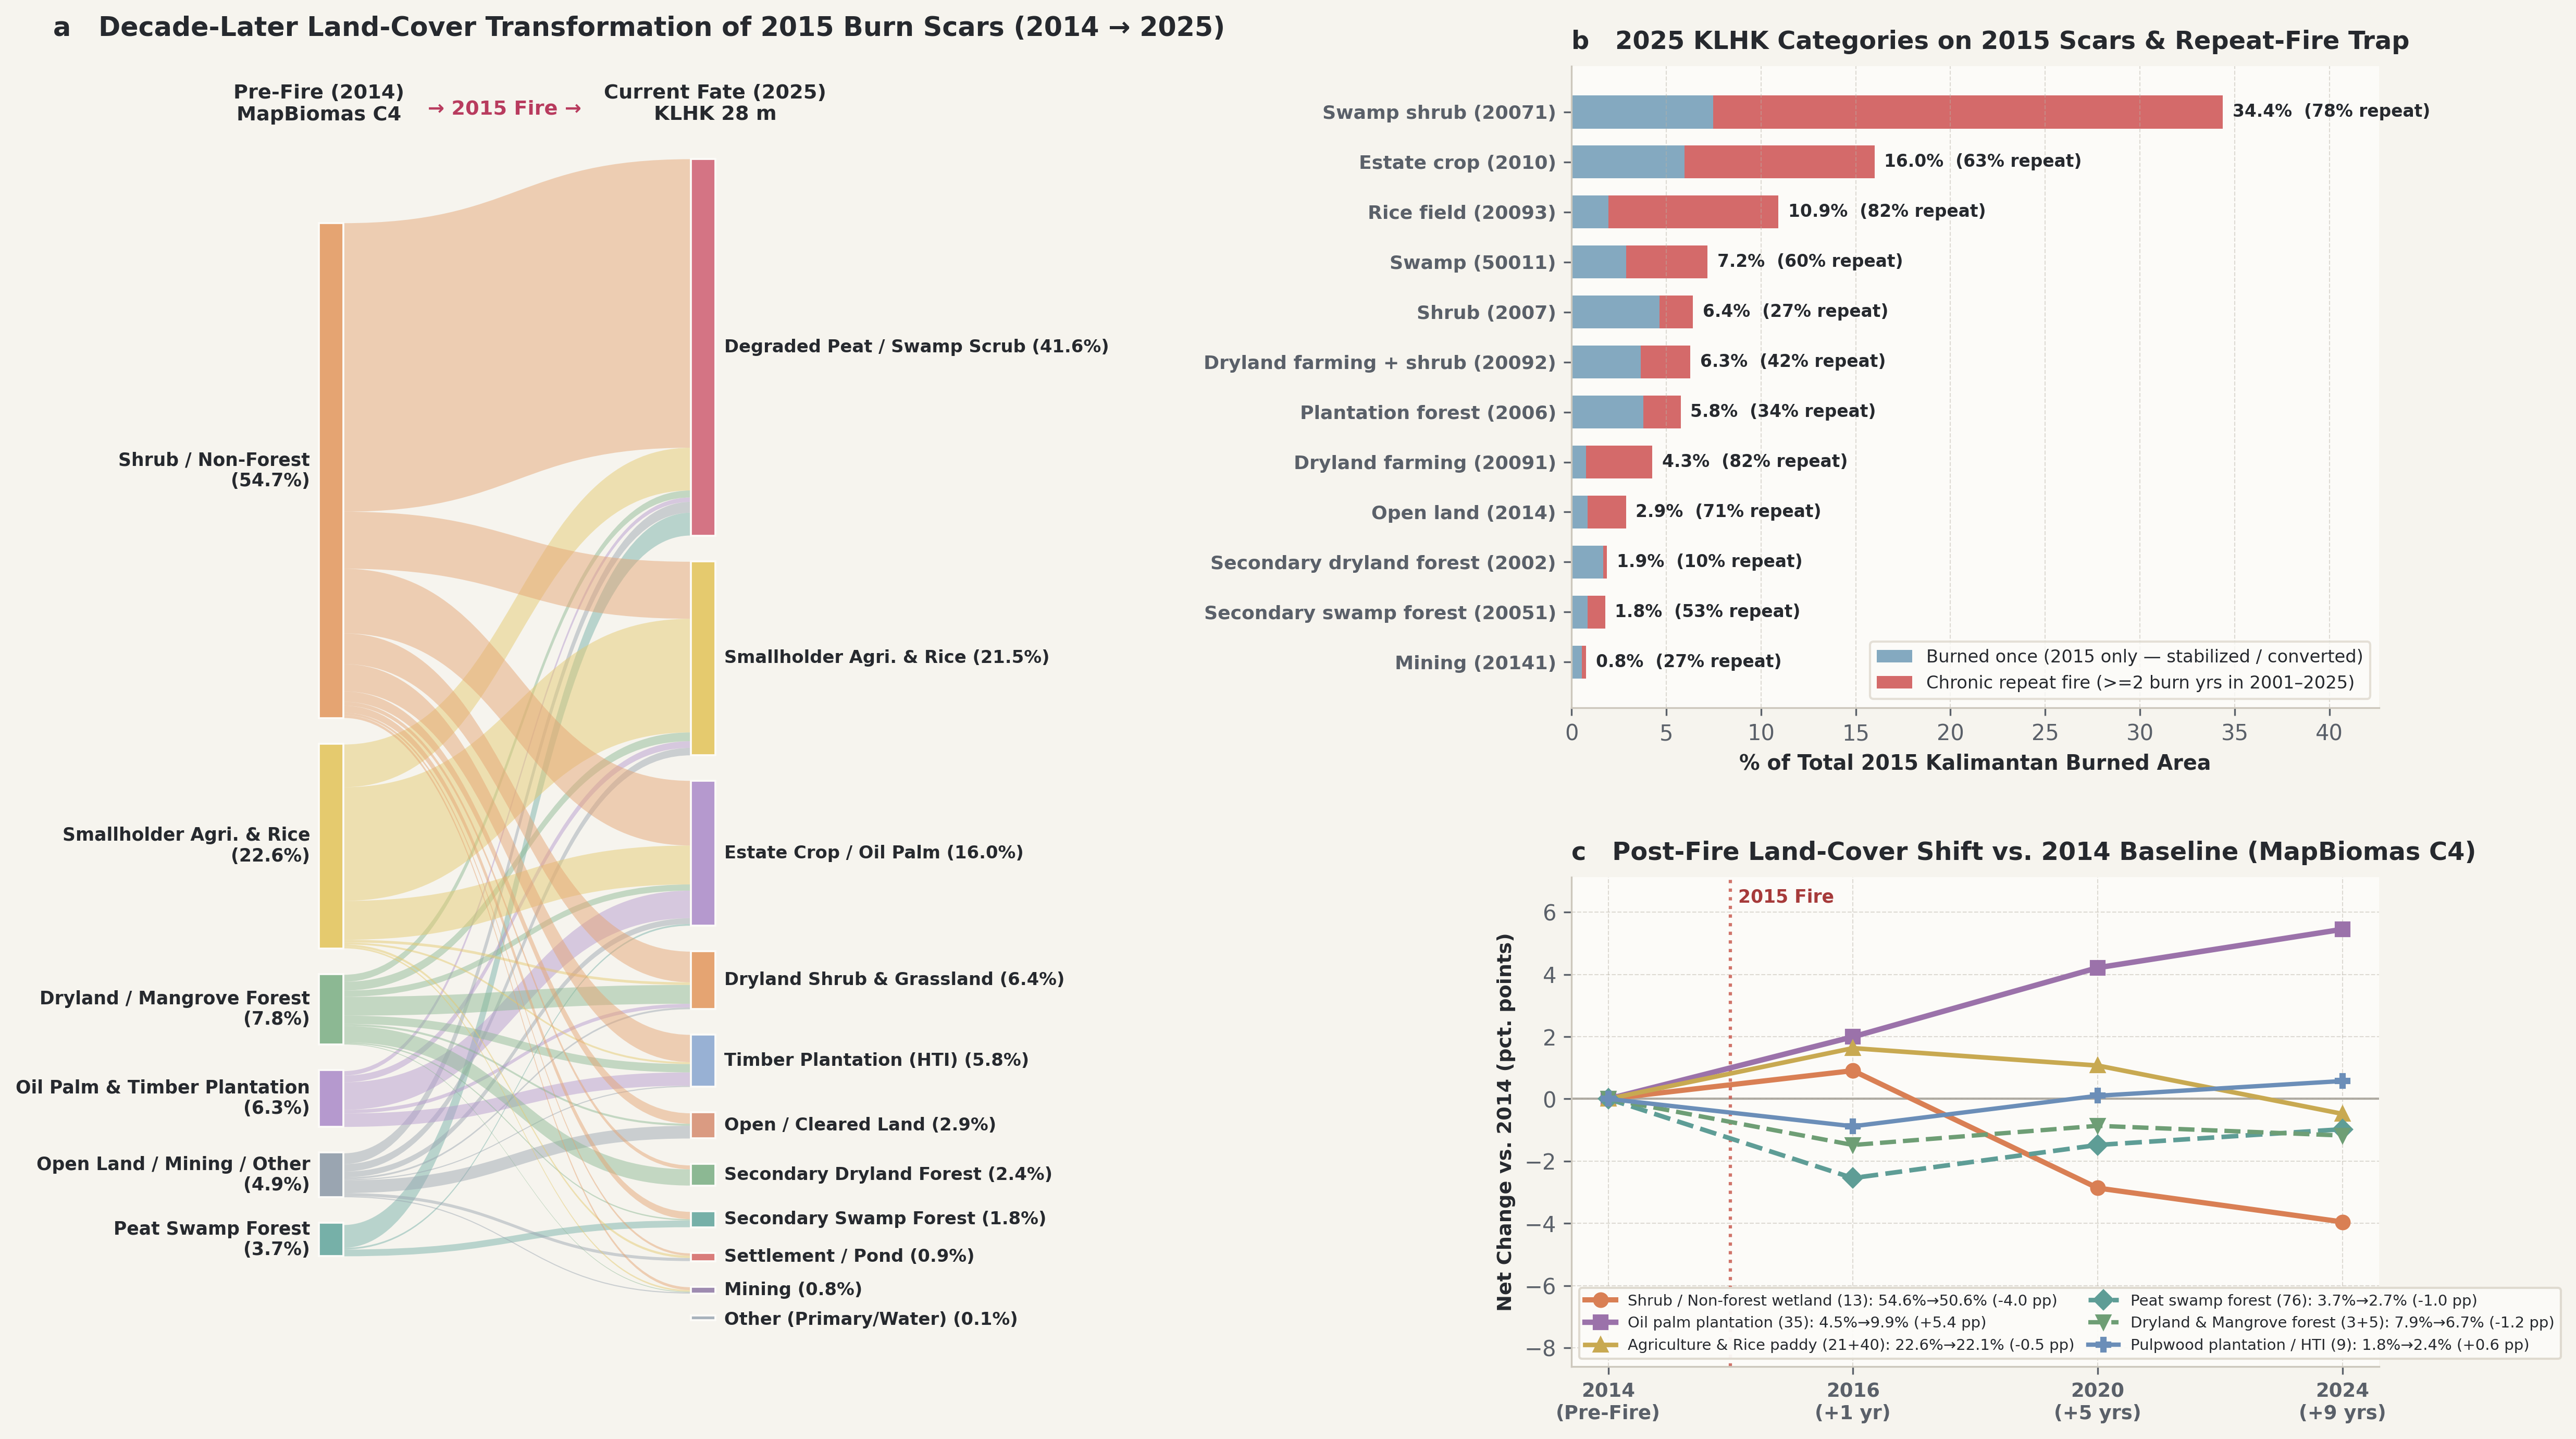 a Decade-Later Land-Cover Transformation of 2015 Burn Scars (2014 → 2025)
Pre-Fire (2014)
MapBiomas C4
→ 2015 Fire →
Current Fate (2025)
KLHK 28 m
Shrub / Non-Forest
(54.7%)
Smallholder Agri. & Rice
(22.6%)
Dryland / Mangrove Forest
(7.8%)
Oil Palm & Timber Plantation
(6.3%)
Open Land / Mining / Other
(4.9%)
Peat Swamp Forest
(3.7%)
Degraded Peat / Swamp Scrub (41.6%)
Smallholder Agri. & Rice (21.5%)
Estate Crop / Oil Palm (16.0%)
Dryland Shrub & Grassland (6.4%)
Timber Plantation (HTI) (5.8%)
Open / Cleared Land (2.9%)
Secondary Dryland Forest (2.4%)
Secondary Swamp Forest (1.8%)
Settlement / Pond (0.9%)
Mining (0.8%)
Other (Primary/Water) (0.1%)
b 2025 KLHK Categories on 2015 Scars & Repeat-Fire Trap
Swamp shrub (20071) 34.4% (78% repeat)
Estate crop (2010) 16.0% (63% repeat)
Rice field (20093) 10.9% (82% repeat)
Swamp (50011) 7.2% (60% repeat)
Shrub (2007) 6.4% (27% repeat)
Dryland farming + shrub (20092) 6.3% (42% repeat)
Plantation forest (2006) 5.8% (34% repeat)
Dryland farming (20091) 4.3% (82% repeat)
Open land (2014) 2.9% (71% repeat)
Secondary dryland forest (2002) 1.9% (10% repeat)
Secondary swamp forest (20051) 1.8% (53% repeat)
Mining (20141) 0.8% (27% repeat)
Burned once (2015 only — stabilized / converted)
Chronic repeat fire (>=2 burn yrs in 2001–2025)
0 5 10 15 20 25 30 35 40
% of Total 2015 Kalimantan Burned Area
c Post-Fire Land-Cover Shift vs. 2014 Baseline (MapBiomas C4)
Net Change vs. 2014 (pct. points)
2015 Fire
6
4
2
0
−2
−4
−6
−8
Shrub / Non-forest wetland (13): 54.6%→50.6% (-4.0 pp)
Oil palm plantation (35): 4.5%→9.9% (+5.4 pp)
Agriculture & Rice paddy (21+40): 22.6%→22.1% (-0.5 pp)
Peat swamp forest (76): 3.7%→2.7% (-1.0 pp)
Dryland & Mangrove forest (3+5): 7.9%→6.7% (-1.2 pp)
Pulpwood plantation / HTI (9): 1.8%→2.4% (+0.6 pp)
2014 2016 2020 2024
(Pre-Fire) (+1 yr) (+5 yrs) (+9 yrs)